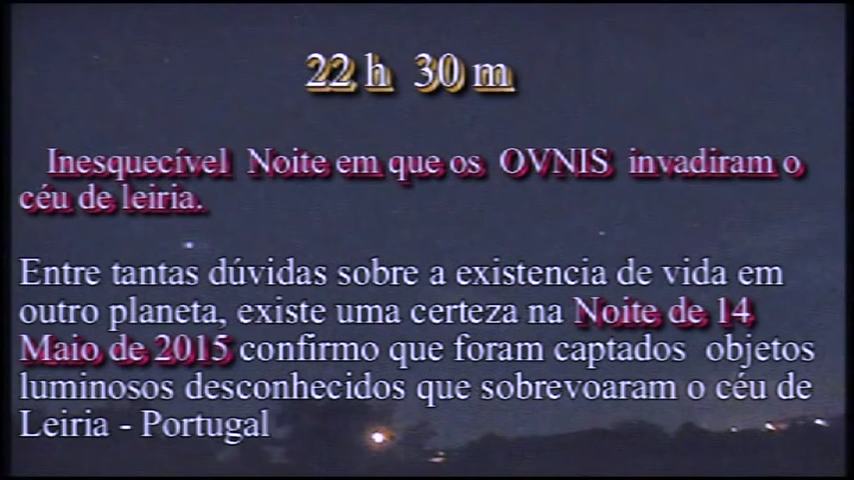 22 h 30 m
Inesquecível Noite em que os OVNIS invadiram o
céu de leiria.
Entre tantas dúvidas sobre a existencia de vida em
outro planeta, existe uma certeza na Noite de 14
Maio de 2015 confirmo que foram captados objetos
luminosos desconhecidos que sobrevoaram o céu de
Leiria - Portugal